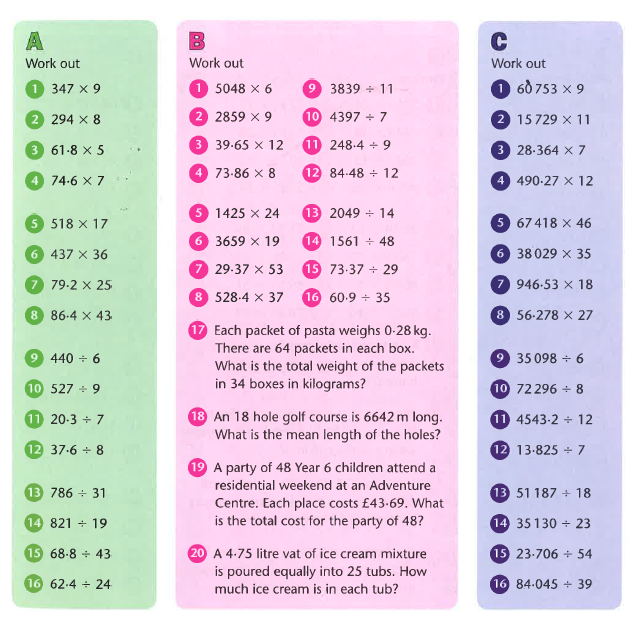 A
Work out
1 347 × 9
2 294 × 8
3 61·8 × 5
4 74·6 × 7
5 518 × 17
6 437 × 36
7 79·2 × 25
8 86·4 × 43
9 440 ÷ 6
10 527 ÷ 9
11 20·3 ÷ 7
12 37·6 ÷ 8
13 786 ÷ 31
14 821 ÷ 19
15 68·8 ÷ 43
16 62·4 ÷ 24
B
Work out
1 5048 × 6
2 2859 × 9
3 39·65 × 12
4 73·86 × 8
5 1425 × 24
6 3659 × 19
7 29·37 × 53
8 528·4 × 37
9 3839 ÷ 11
10 4397 ÷ 7
11 248·4 ÷ 9
12 84·48 ÷ 12
13 2049 ÷ 14
14 1561 ÷ 48
15 73·37 ÷ 29
16 60·9 ÷ 35
17 Each packet of pasta weighs 0·28 kg.
There are 64 packets in each box.
What is the total weight of the packets
in 34 boxes in kilograms?
18 An 18 hole golf course is 6642 m long.
What is the mean length of the holes?
19 A party of 48 Year 6 children attend a
residential weekend at an Adventure
Centre. Each place costs £43·69. What
is the total cost for the party of 48?
20 A 4·75 litre vat of ice cream mixture
is poured equally into 25 tubs. How
much ice cream is in each tub?
C
Work out
1 60 753 × 9
2 15 729 × 11
3 28·364 × 7
4 490·27 × 12
5 67 418 × 46
6 38 029 × 35
7 946·53 × 18
8 56·278 × 27
9 35 098 ÷ 6
10 72 296 ÷ 8
11 4543·2 ÷ 12
12 13·825 ÷ 7
13 51 187 ÷ 18
14 35 130 ÷ 23
15 23·706 ÷ 54
16 84·045 ÷ 39